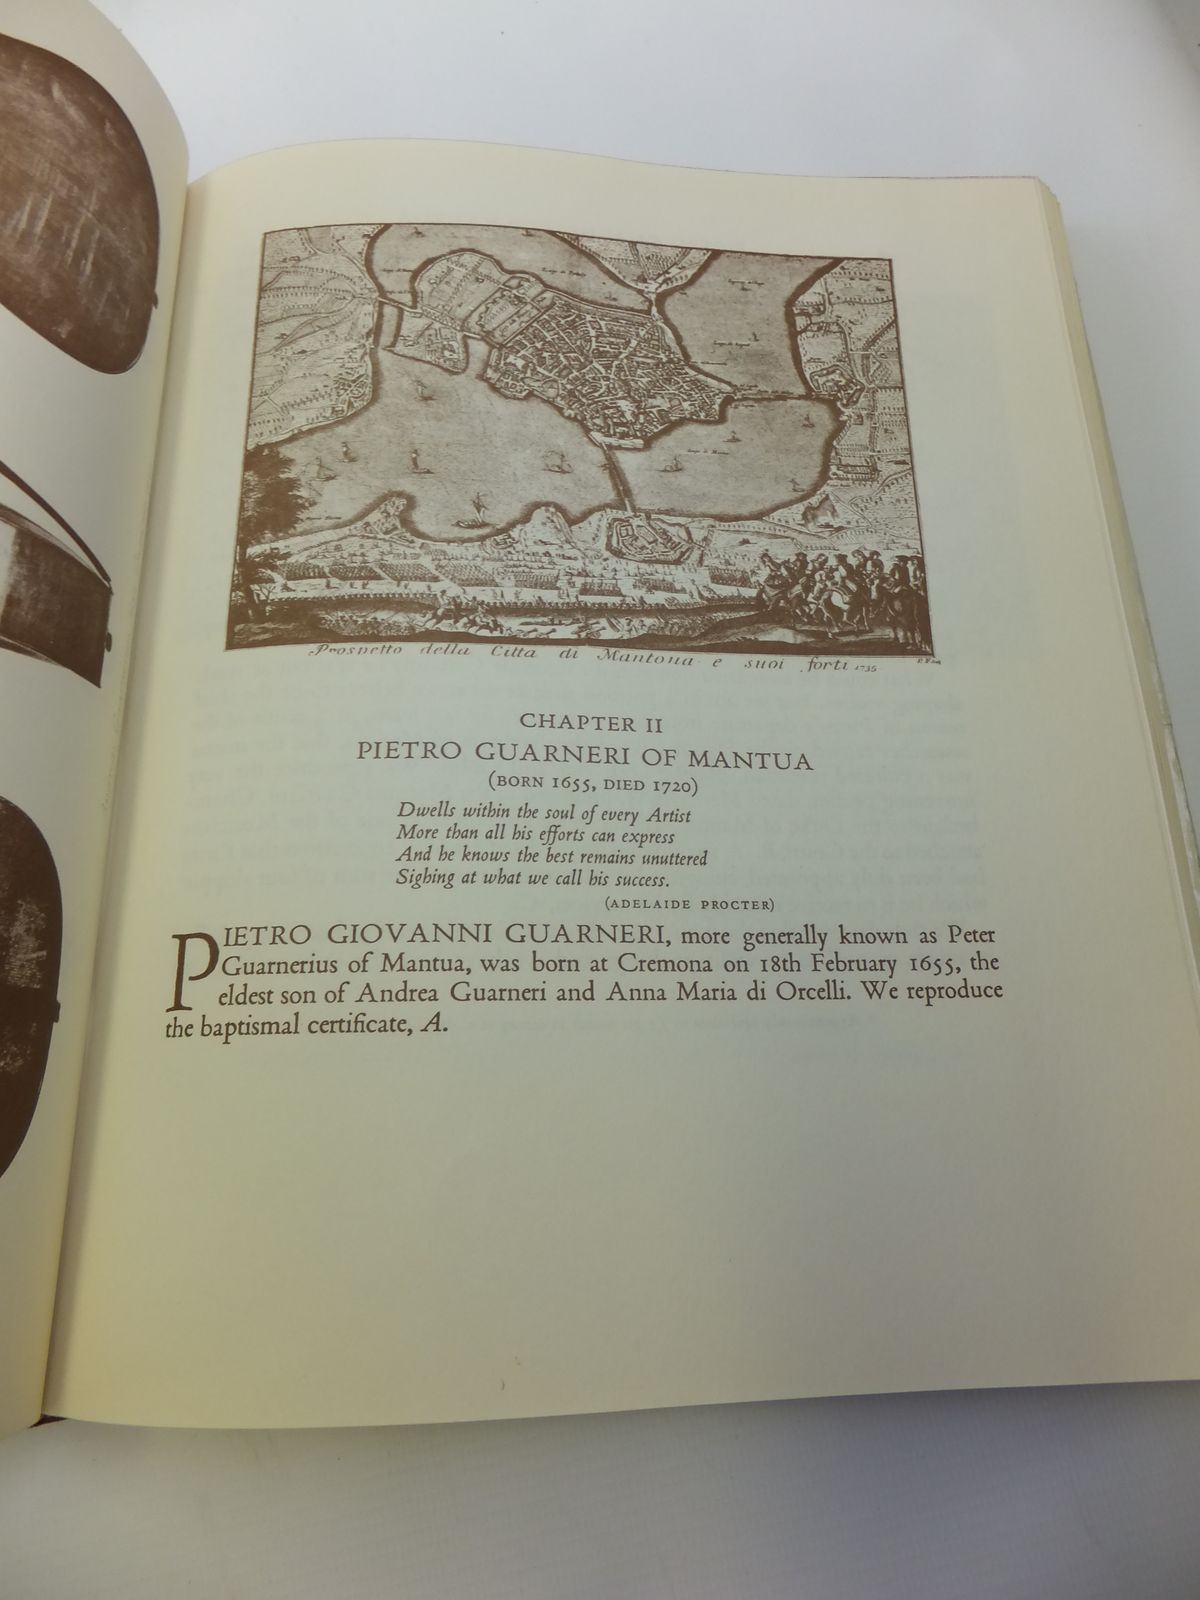 Prospetto della Citta di Mantona e suoi forti 1735
CHAPTER II
PIETRO GUARNERI OF MANTUA
(BORN 1655, DIED 1720)
Dwells within the soul of every Artist
More than all his efforts can express
And he knows the best remains unuttered
Sighing at what we call his success.
(ADELAIDE PROCTER)
PIETRO GIOVANNI GUARNERI, more generally known as Peter
Guarnerius of Mantua, was born at Cremona on 18th February 1655, the
eldest son of Andrea Guarneri and Anna Maria di Orcelli. We reproduce
the baptismal certificate, A.